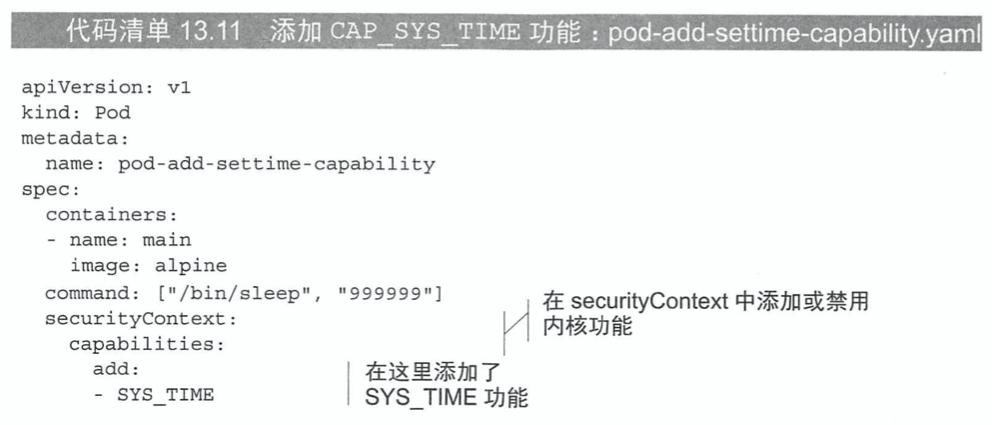 代码清单 13.11 添加 CAP_SYS_TIME 功能：pod-add-settime-capability.yaml
apiVersion: v1
kind: Pod
metadata:
  name: pod-add-settime-capability
spec:
  containers:
  - name: main
    image: alpine
  command: ["/bin/sleep", "999999"]
  securityContext:
    capabilities:
      add:
      - SYS_TIME
在 securityContext 中添加或禁用
内核功能
在这里添加了
SYS_TIME 功能